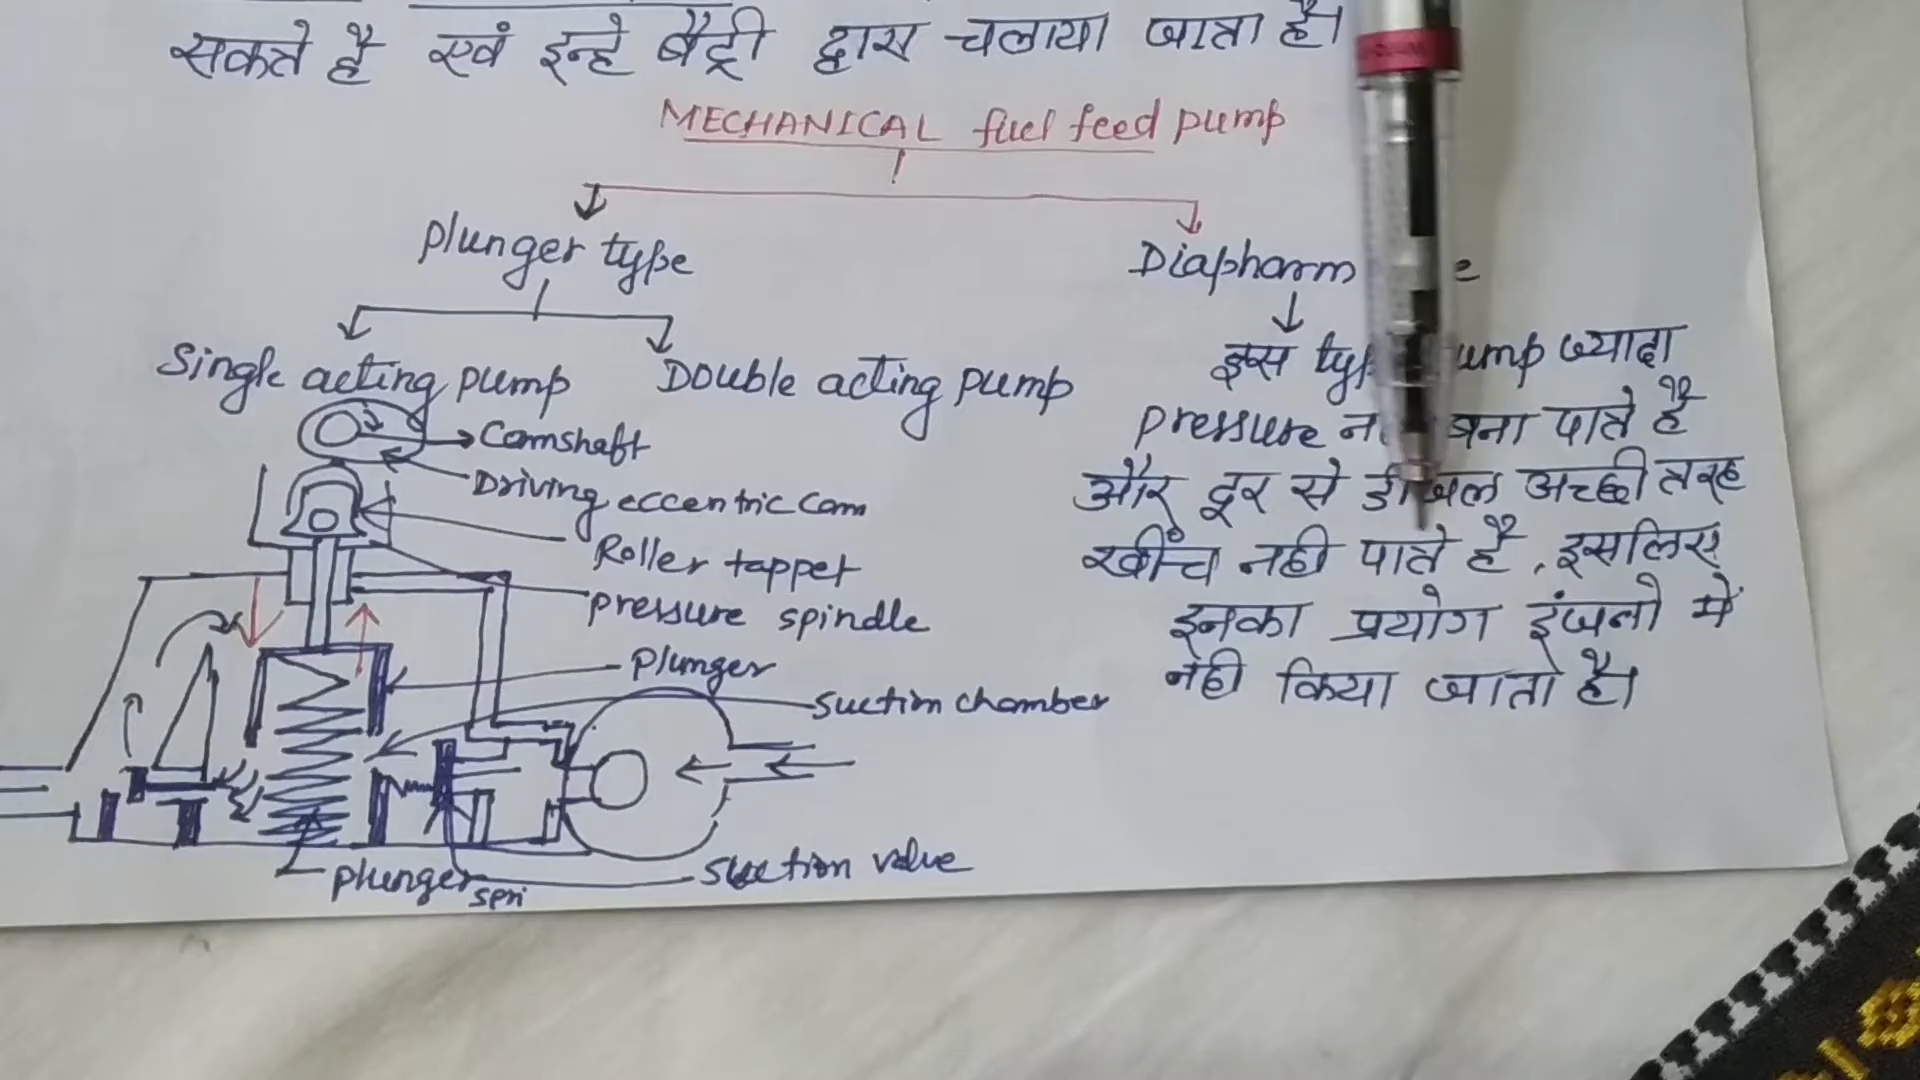 सकते है एवं इन्हे बैट्री द्वारा चलाया जाता है।
MECHANICAL fuel feed pump
plunger type
Diapharm
Single acting pump
Double acting pump
Camshaft
Driving eccentric Cam
Roller tappet
pressure spindle
Plunger
suction chamber
suction valve
plunger spri
इस ज्यादा
pressure बना पाते है
और दूर से अच्छी तरह
खींच नही पाते है, इसलिए
इनका प्रयोग इंजनो में
नही किया जाता है।